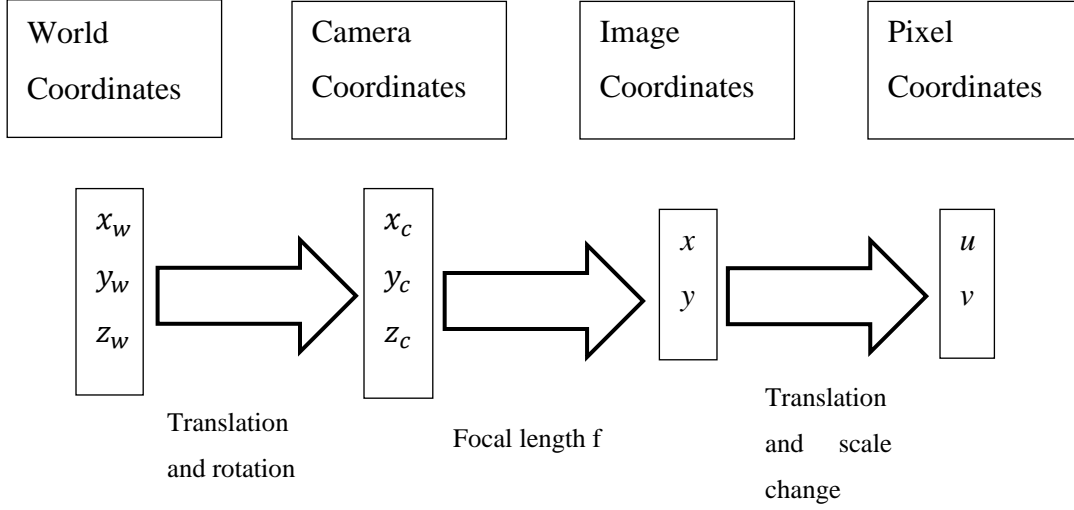 World
Coordinates
Camera
Coordinates
Image
Coordinates
Pixel
Coordinates
x_w
y_w
z_w
x_c
y_c
z_c
x
y
u
v
Translation
and rotation
Focal length f
Translation
and scale
change